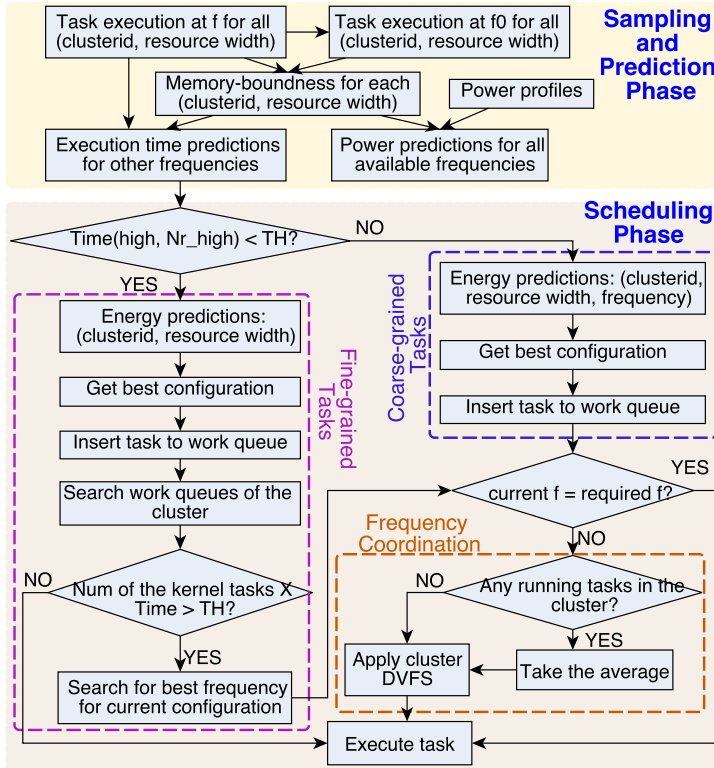 Task execution at f for all
(clusterid, resource width)
Task execution at f0 for all
(clusterid, resource width)
Sampling
and
Prediction
Phase
Memory-boundness for each
(clusterid, resource width)
Power profiles
Execution time predictions
for other frequencies
Power predictions for all
available frequencies
Scheduling
Phase
Time(high, Nr_high) < TH?
NO
YES
Energy predictions:
(clusterid, resource width)
Get best configuration
Insert task to work queue
Search work queues of the
cluster
Num of the kernel tasks X
Time > TH?
NO
YES
Search for best frequency
for current configuration
Fine-grained
Tasks
Coarse-grained
Tasks
Energy predictions: (clusterid,
resource width, frequency)
Get best configuration
Insert task to work queue
current f = required f?
YES
NO
Frequency
Coordination
Any running tasks in the
cluster?
NO
YES
Apply cluster
DVFS
Take the average
Execute task